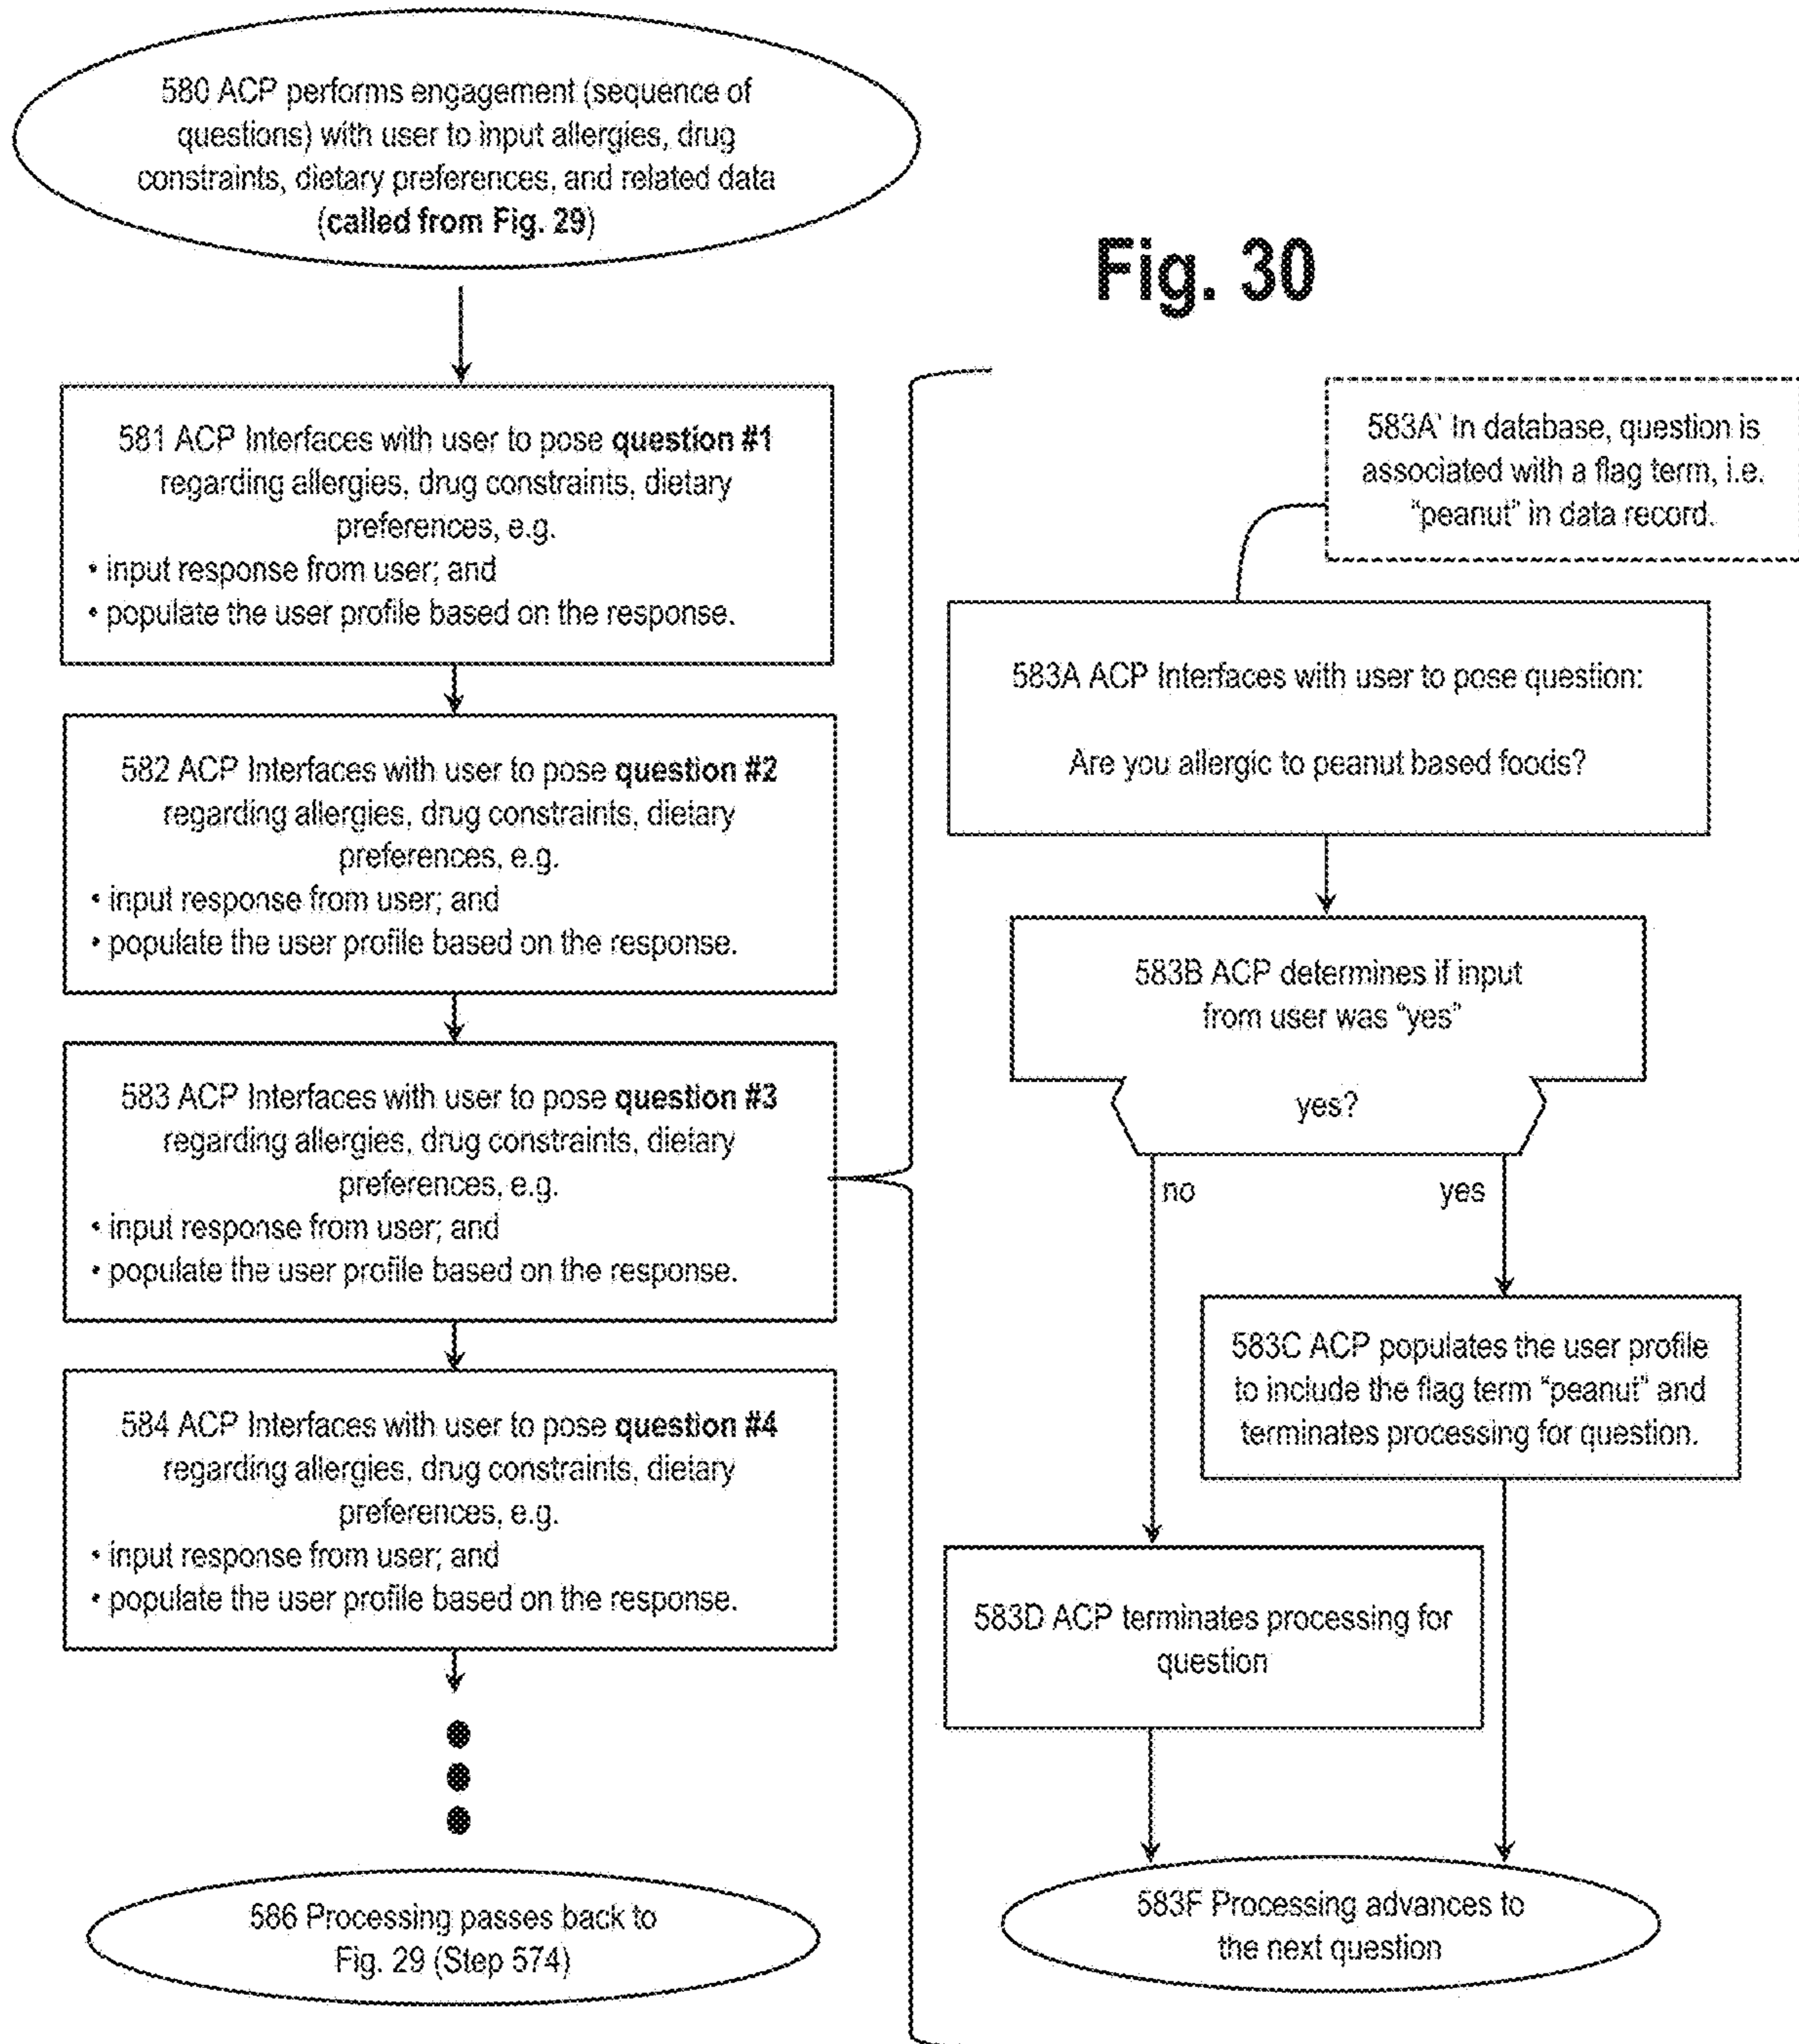 580 ACP performs engagement (sequence of
questions) with user to input allergies, drug
constraints, dietary preferences, and related data
(called from Fig. 29)
Fig. 30
581 ACP Interfaces with user to pose question #1
regarding allergies, drug constraints, dietary
preferences, e.g.
• input response from user; and
• populate the user profile based on the response.
582 ACP Interfaces with user to pose question #2
regarding allergies, drug constraints, dietary
preferences, e.g.
• input response from user; and
• populate the user profile based on the response.
583 ACP Interfaces with user to pose question #3
regarding allergies, drug constraints, dietary
preferences, e.g.
• input response from user; and
• populate the user profile based on the response.
584 ACP Interfaces with user to pose question #4
regarding allergies, drug constraints, dietary
preferences, e.g.
• input response from user; and
• populate the user profile based on the response.
586 Processing passes back to
Fig. 29 (Step 574)
583A' In database, question is
associated with a flag term, i.e.
“peanut” in data record.
583A ACP Interfaces with user to pose question:
Are you allergic to peanut based foods?
583B ACP determines if input
from user was “yes”
yes?
no
yes
583C ACP populates the user profile
to include the flag term “peanut” and
terminates processing for question.
583D ACP terminates processing for
question
583F Processing advances to
the next question